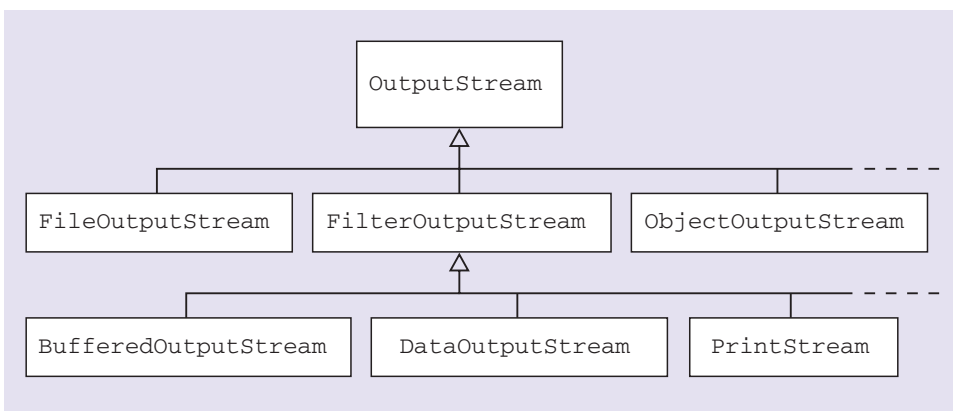 OutputStream
FileOutputStream
FilterOutputStream
ObjectOutputStream
BufferedOutputStream
DataOutputStream
PrintStream